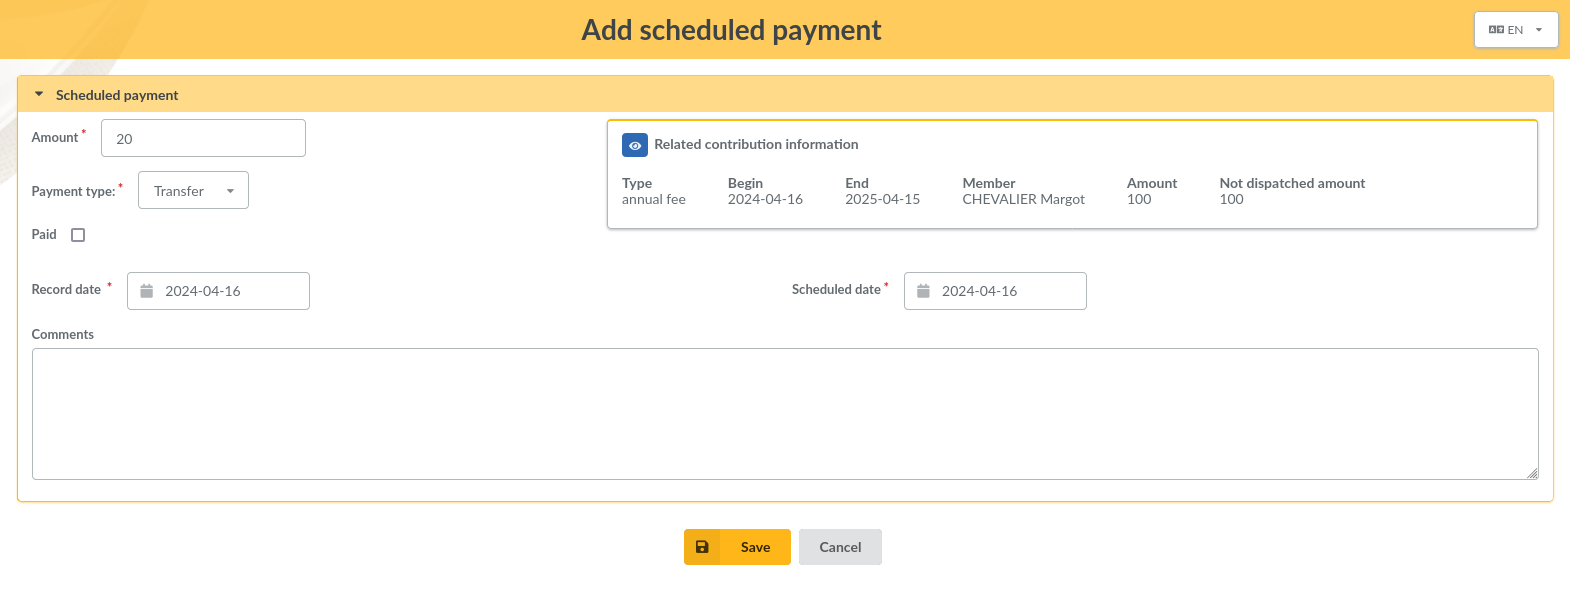 Add scheduled payment
EN
Scheduled payment
Amount * 20
Related contribution information
Type Begin End Member Amount Not dispatched amount
annual fee 2024-04-16 2025-04-15 CHEVALIER Margot 100 100
Payment type: * Transfer
Paid
Record date * 2024-04-16 Scheduled date * 2024-04-16
Comments
Save Cancel